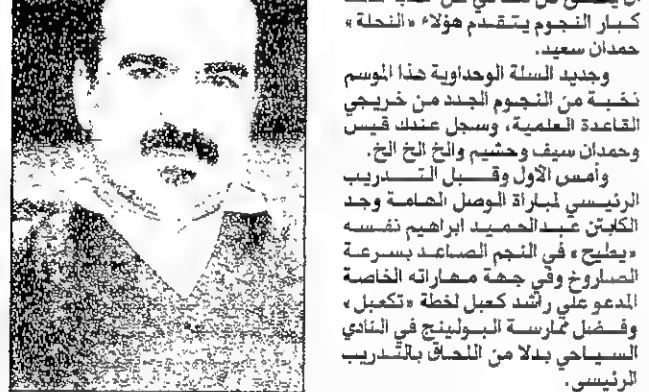 كبار النجوم يتقدم هؤلاء «النحلة»
حمدان سعيد.
وجديد السلة الوحداوية هذا الموسم
نخبة من النجوم الجدد من خريجي
القاعدة العلمية، وسجل عندك قيس
وحمدان سيف وحشيم والخ الخ الخ.
وأمس الأول وقبل التدريب
الرئيسي لمباراة الوصل الهامة وجد
الكابتن عبدالحميد ابراهيم نفسه
«يطيح» في النجم الصاعد بسرعة
الصاروخ وفي جهة مهاراته الخاصة
المدعو علي راشد كعبل لخطة «تكعبل»
وفضل ممارسة البولينج في النادي
السياحي بدلا من اللحاق بالتدريب
الرئيسي.